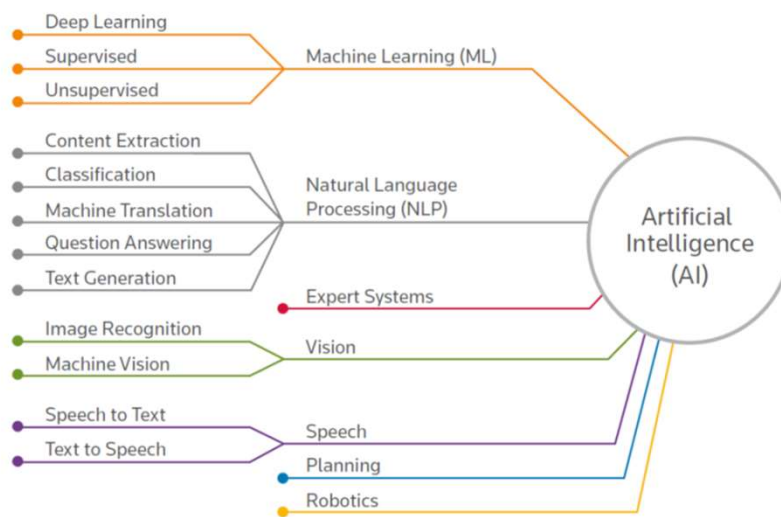 Deep Learning
Supervised
Unsupervised
Machine Learning (ML)
Content Extraction
Classification
Machine Translation
Question Answering
Text Generation
Natural Language
Processing (NLP)
Expert Systems
Image Recognition
Machine Vision
Vision
Speech to Text
Text to Speech
Speech
Planning
Robotics
Artificial
Intelligence
(AI)